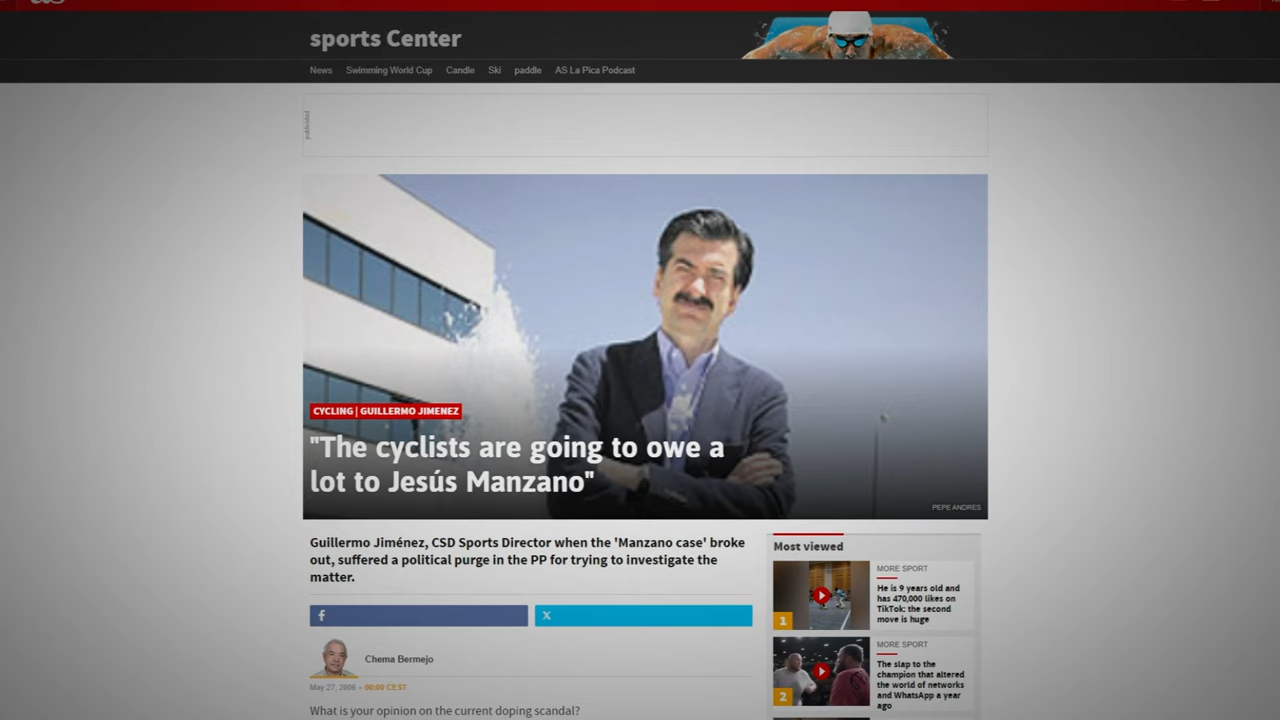 sports Center
News Swimming World Cup Candle Ski paddle AS La Pica Podcast
publicidad
CYCLING | GUILLERMO JIMENEZ
"The cyclists are going to owe a
lot to Jesús Manzano"
PEPE ANDRES
Guillermo Jiménez, CSD Sports Director when the 'Manzano case' broke
out, suffered a political purge in the PP for trying to investigate the
matter.
Chema Bermejo
May 27, 2006 - 00:00 CEST
What is your opinion on the current doping scandal?
Most viewed
MORE SPORT
He is 9 years old and
has 470,000 likes on
TikTok: the second
move is huge
1
MORE SPORT
The slap to the
champion that altered
the world of networks
and WhatsApp a year
ago
2